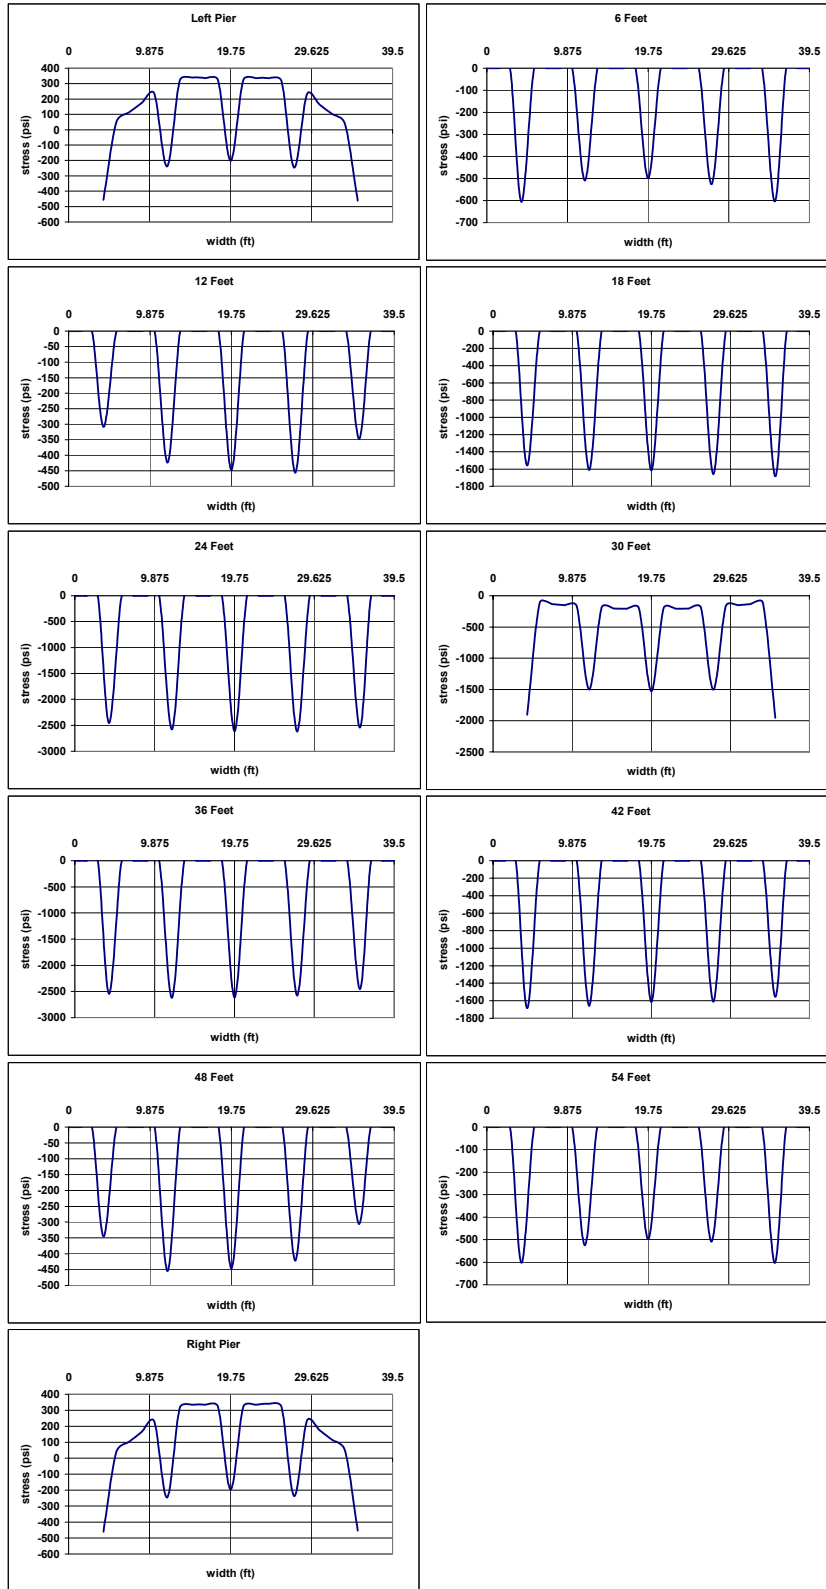 Left Pier
0 9.875 19.75 29.625 39.5
400
300
200
100
0
-100
-200
-300
-400
-500
-600
stress (psi)
width (ft)
6 Feet
0 9.875 19.75 29.625 39.5
0
-100
-200
-300
-400
-500
-600
-700
stress (psi)
width (ft)
12 Feet
0 9.875 19.75 29.625 39.5
0
-50
-100
-150
-200
-250
-300
-350
-400
-450
-500
stress (psi)
width (ft)
18 Feet
0 9.875 19.75 29.625 39.5
0
-200
-400
-600
-800
-1000
-1200
-1400
-1600
-1800
stress (psi)
width (ft)
24 Feet
0 9.875 19.75 29.625 39.5
0
-500
-1000
-1500
-2000
-2500
-3000
stress (psi)
width (ft)
30 Feet
0 9.875 19.75 29.625 39.5
0
-500
-1000
-1500
-2000
-2500
stress (psi)
width (ft)
36 Feet
0 9.875 19.75 29.625 39.5
0
-500
-1000
-1500
-2000
-2500
-3000
stress (psi)
width (ft)
42 Feet
0 9.875 19.75 29.625 39.5
0
-200
-400
-600
-800
-1000
-1200
-1400
-1600
-1800
stress (psi)
width (ft)
48 Feet
0 9.875 19.75 29.625 39.5
0
-50
-100
-150
-200
-250
-300
-350
-400
-450
-500
stress (psi)
width (ft)
54 Feet
0 9.875 19.75 29.625 39.5
0
-100
-200
-300
-400
-500
-600
-700
stress (psi)
width (ft)
Right Pier
0 9.875 19.75 29.625 39.5
400
300
200
100
0
-100
-200
-300
-400
-500
-600
stress (psi)
width (ft)